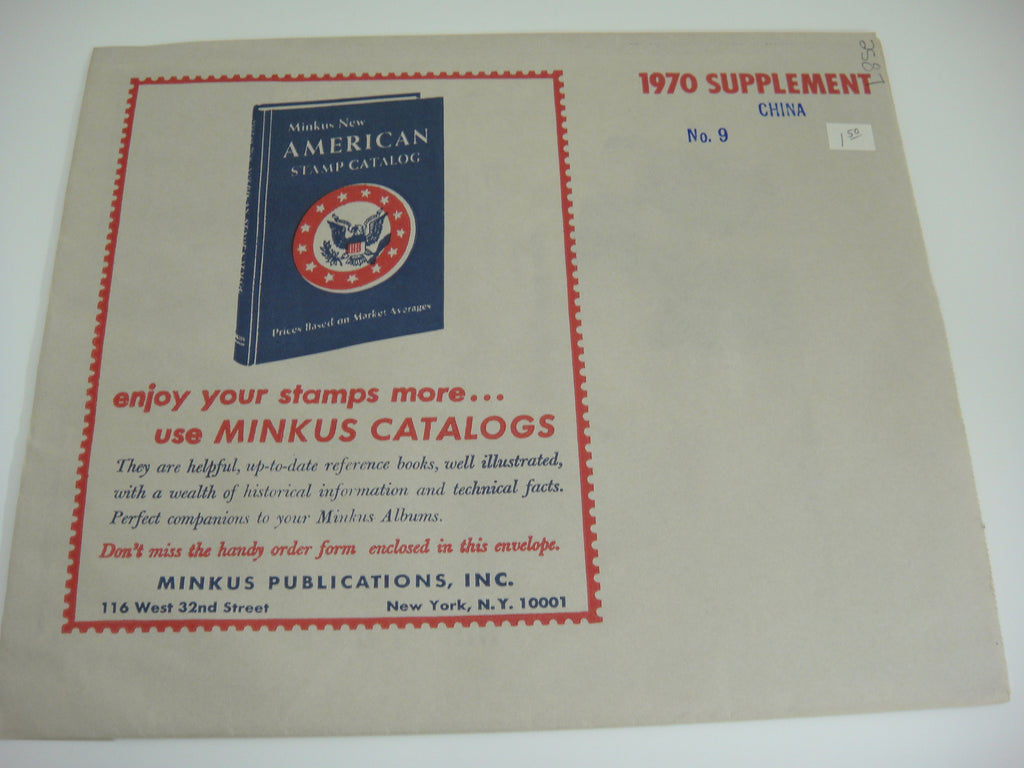 Minkus New
AMERICAN
STAMP CATALOG
Prices Based on Market Averages
enjoy your stamps more...
use MINKUS CATALOGS
They are helpful, up-to-date reference books, well illustrated,
with a wealth of historical information and technical facts.
Perfect companions to your Minkus Albums.
Don't miss the handy order form enclosed in this envelope.
MINKUS PUBLICATIONS, INC.
116 West 32nd Street New York, N.Y. 10001
1970 SUPPLEMENT
CHINA
No. 9
1 50